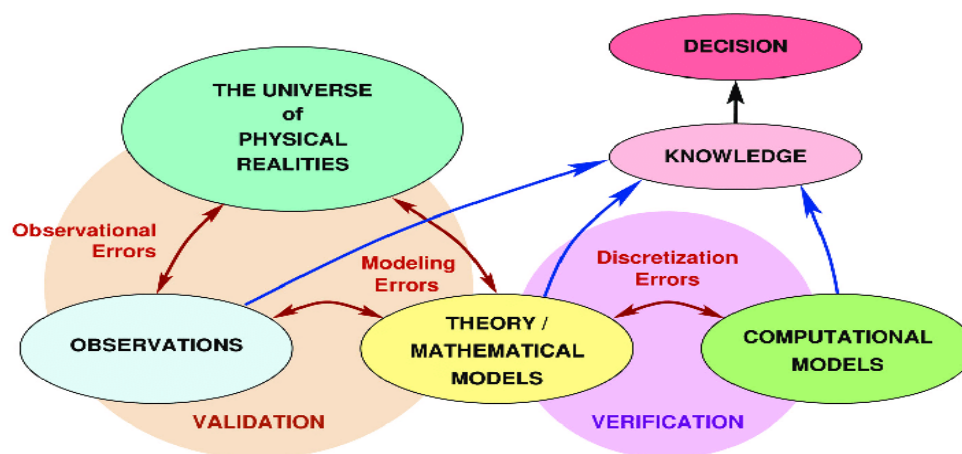 DECISION
THE UNIVERSE
of
PHYSICAL
REALITIES
KNOWLEDGE
Observational
Errors
Modeling
Errors
Discretization
Errors
OBSERVATIONS
THEORY /
MATHEMATICAL
MODELS
COMPUTATIONAL
MODELS
VALIDATION
VERIFICATION